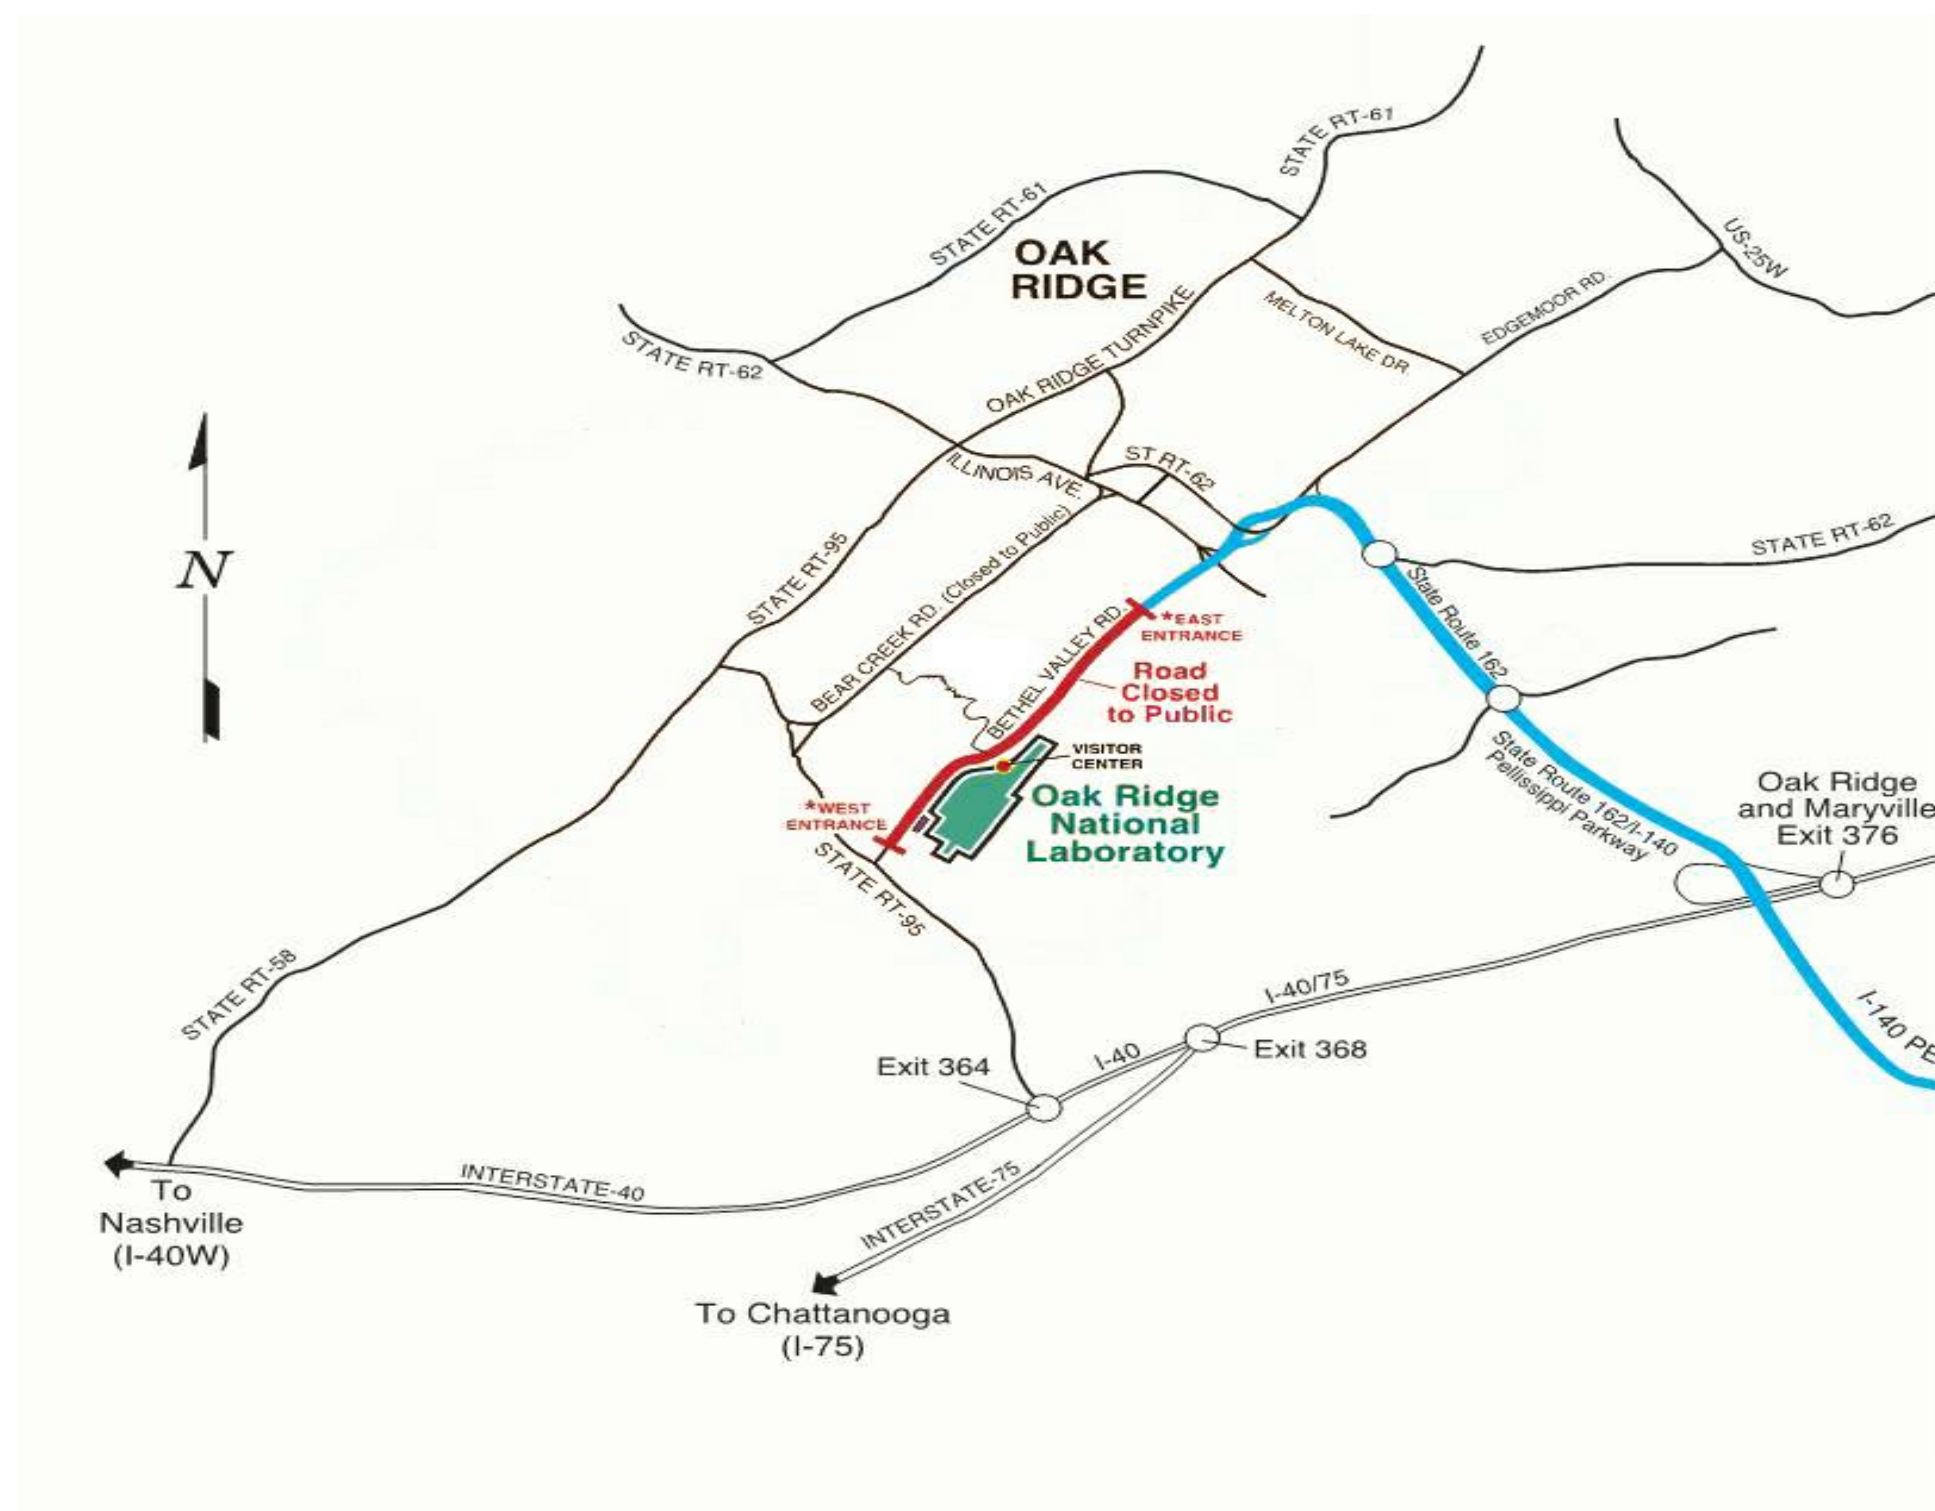 STATE RT-61
STATE RT-61
OAK
RIDGE
US-25W
STATE RT-62
OAK RIDGE TURNPIKE
MELTON LAKE DR.
EDGEMOOR RD.
ILLINOIS AVE.
ST RT-62
N
STATE RT-95
BEAR CREEK RD. (Closed to Public)
STATE RT-62
State Route 162
BETHEL VALLEY RD.
*EAST
ENTRANCE
Road
Closed
to Public
VISITOR
CENTER
State Route 162/I-140
Pellissippi Parkway
Oak Ridge
and Maryville
Exit 376
*WEST
ENTRANCE
Oak Ridge
National
Laboratory
STATE RT-95
STATE RT-58
I-40/75
I-140 PE
Exit 364
I-40
Exit 368
INTERSTATE-40
INTERSTATE-75
To
Nashville
(I-40W)
To Chattanooga
(I-75)